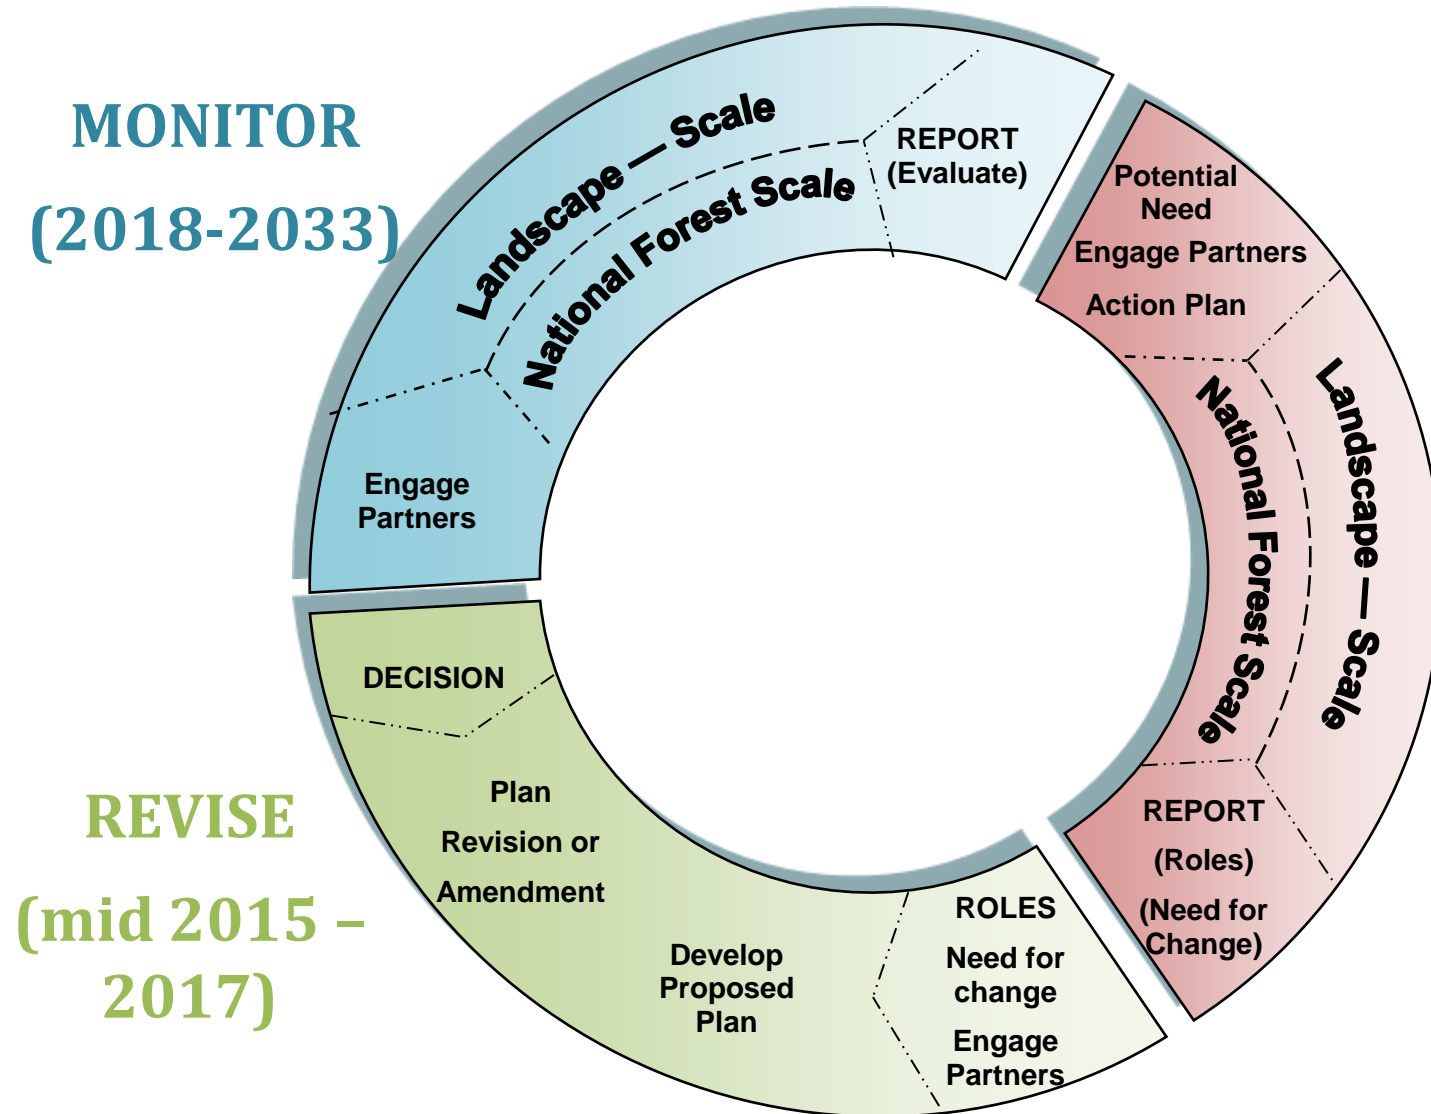 MONITOR
(2018-2033)
Landscape — Scale
National Forest Scale
REPORT
(Evaluate)
Engage
Partners
Potential
Need
Engage Partners
Action Plan
Landscape — Scale
National Forest Scale
REPORT
(Roles)
(Need for
Change)
ROLES
Need for
change
Engage
Partners
Develop
Proposed
Plan
Plan
Revision or
Amendment
DECISION
REVISE
(mid 2015 –
2017)